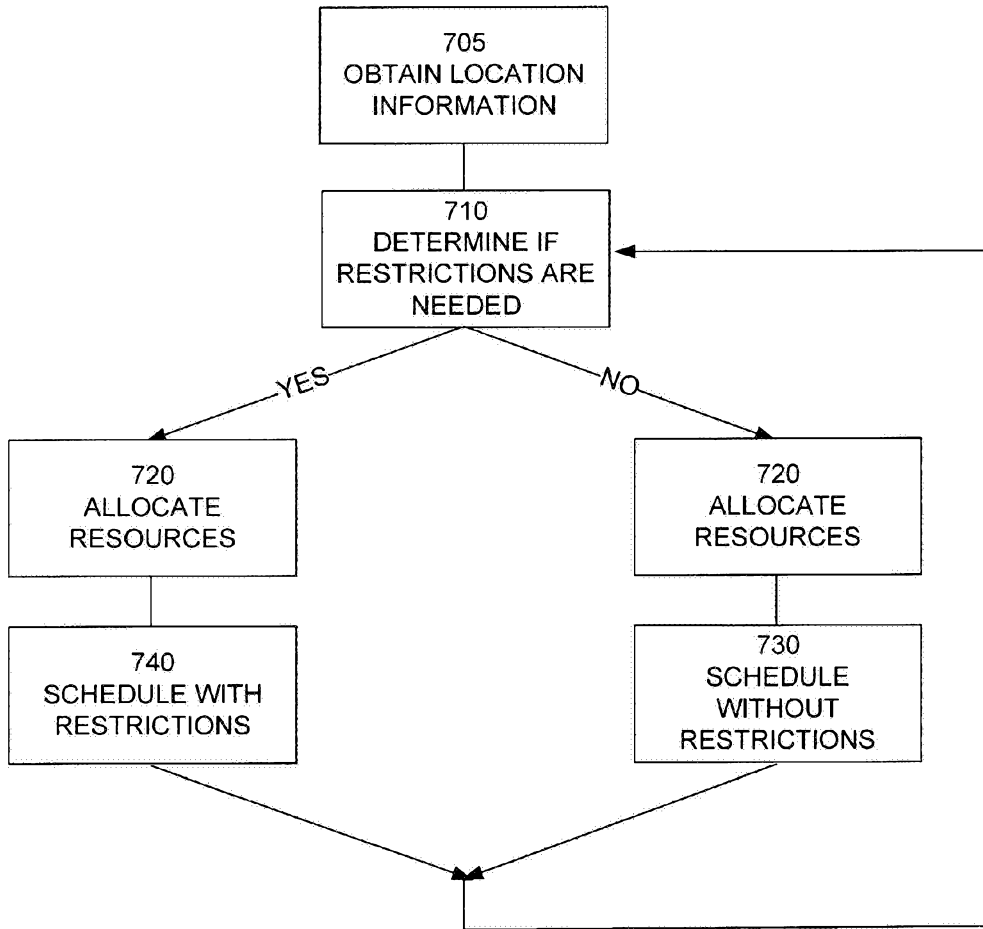 705
OBTAIN LOCATION
INFORMATION
710
DETERMINE IF
RESTRICTIONS ARE
NEEDED
YES
NO
720
ALLOCATE
RESOURCES
720
ALLOCATE
RESOURCES
740
SCHEDULE WITH
RESTRICTIONS
730
SCHEDULE
WITHOUT
RESTRICTIONS